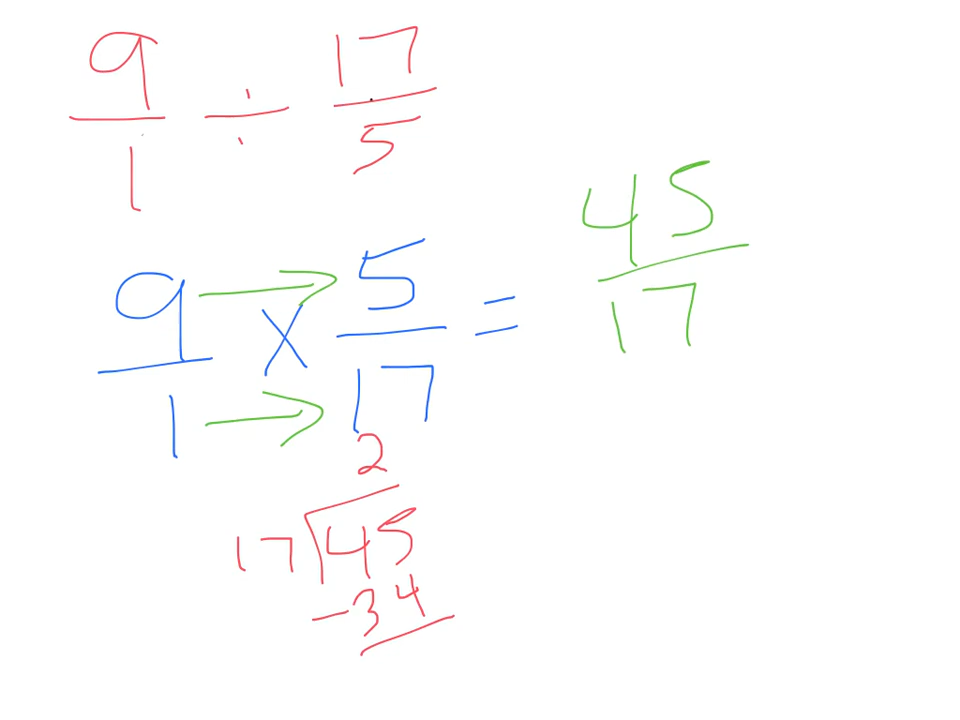 9/1 ÷ 17/5
9/1 → → X 5/17 = 45/17
2
17 45
-34